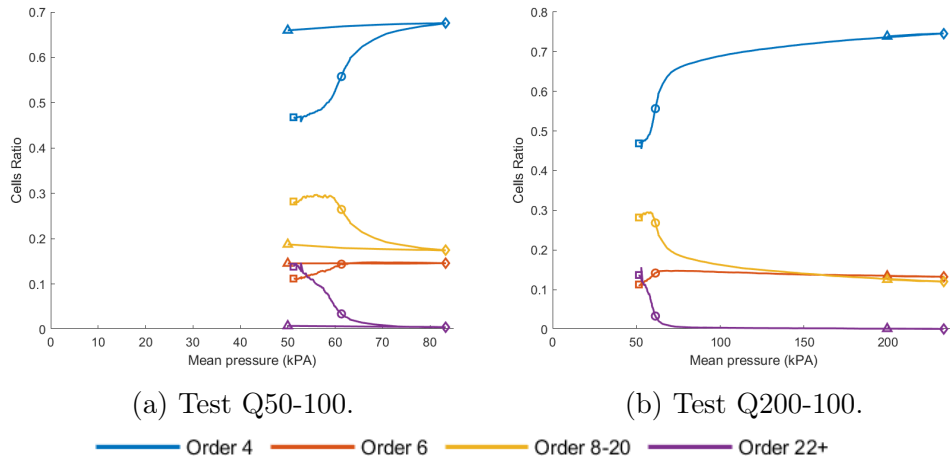 0.7
0.6
0.5
0.4
0.3
0.2
0.1
0
Cells Ratio
0 10 20 30 40 50 60 70 80
Mean pressure (kPA)
(a) Test Q50-100.
0.8
0.7
0.6
0.5
0.4
0.3
0.2
0.1
0
Cells Ratio
0 50 100 150 200
Mean pressure (kPA)
(b) Test Q200-100.
Order 4 Order 6 Order 8-20 Order 22+